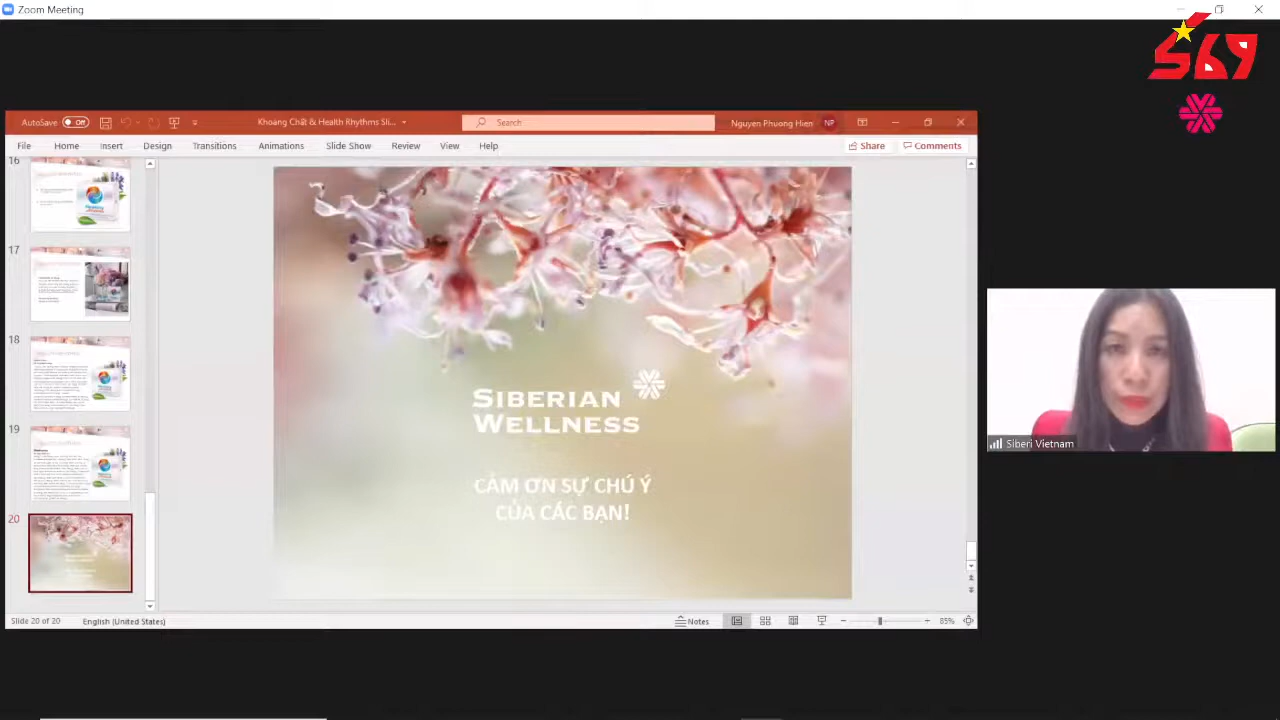 Zoom Meeting
S69
AutoSave Off
Khoang Chất & Health Rhythms Sli...
Search
Nguyen Phuong Hien NP
File Home Insert Design Transitions Animations Slide Show Review View Help
Share Comments
16
17
18
19
20
SIBERIAN
WELLNESS
CẢM ƠN SỰ CHÚ Ý
CỦA CÁC BẠN!
Siberi Vietnam
Slide 20 of 20 English (United States)
Notes
85%